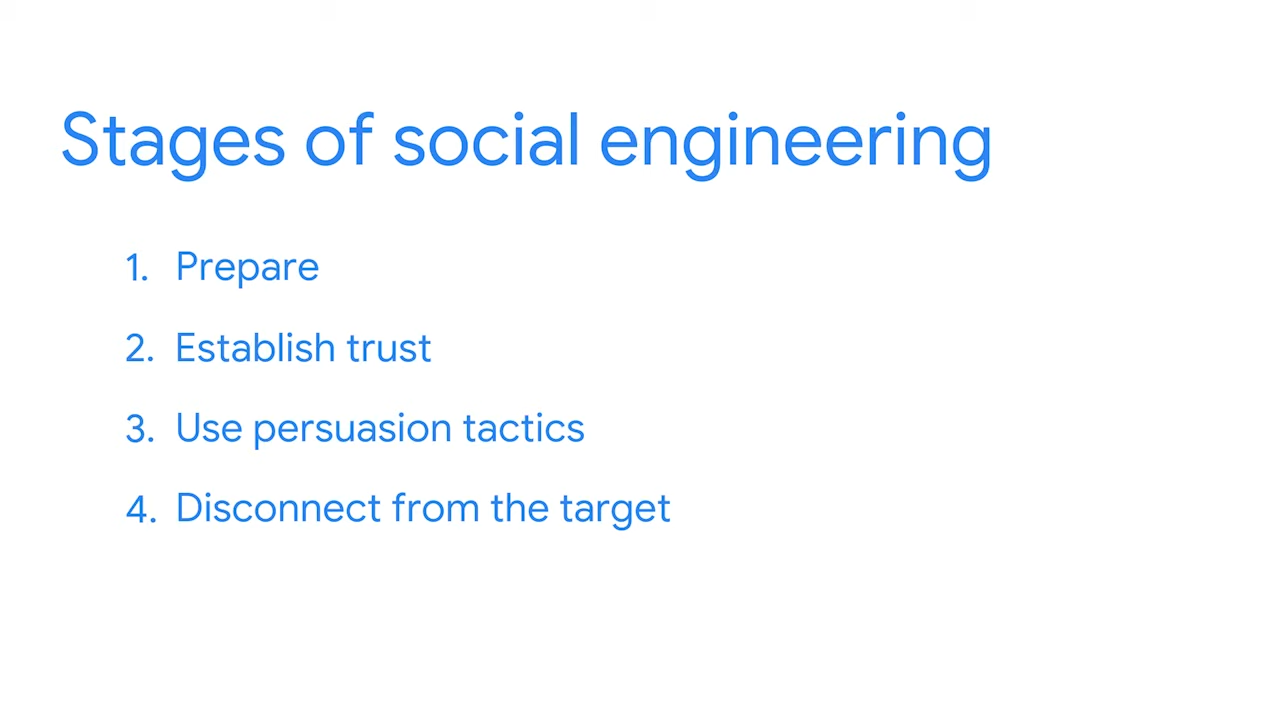 Stages of social engineering
1. Prepare
2. Establish trust
3. Use persuasion tactics
4. Disconnect from the target